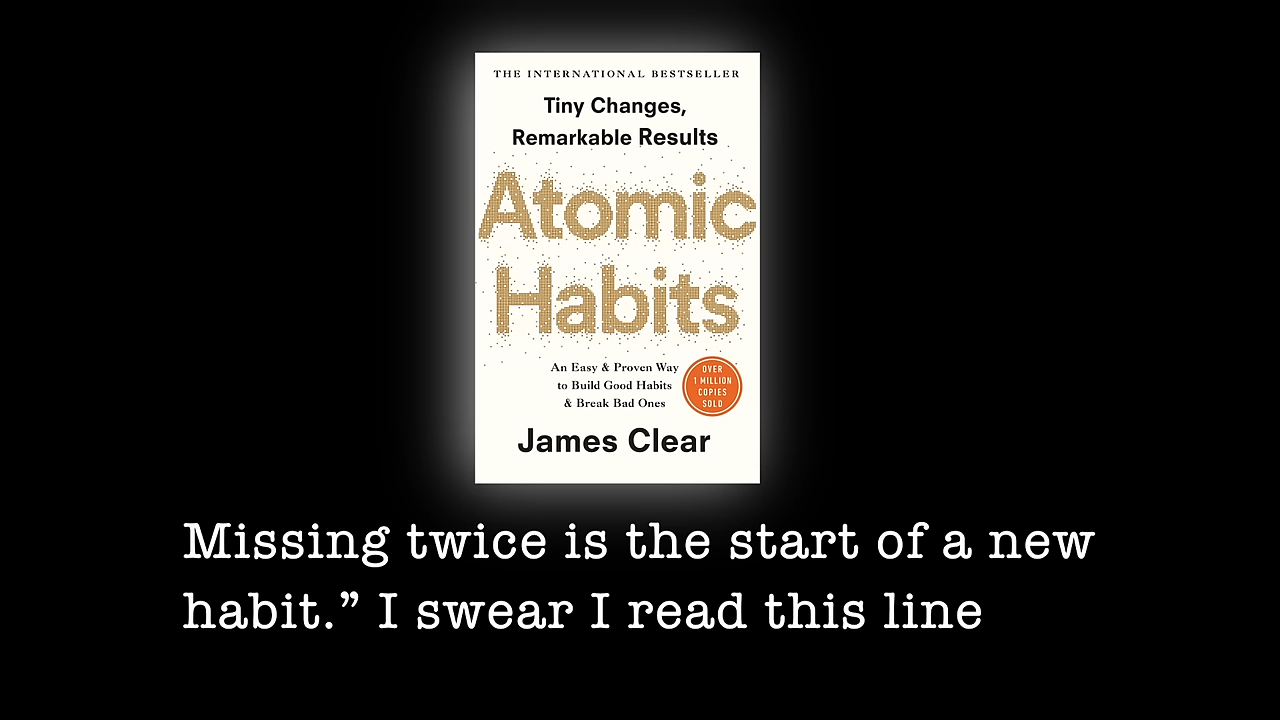 THE INTERNATIONAL BESTSELLER
Tiny Changes,
Remarkable Results
Atomic
Habits
An Easy & Proven Way
to Build Good Habits
& Break Bad Ones
OVER
1 MILLION
COPIES
SOLD
James Clear
Missing twice is the start of a new
habit.” I swear I read this line